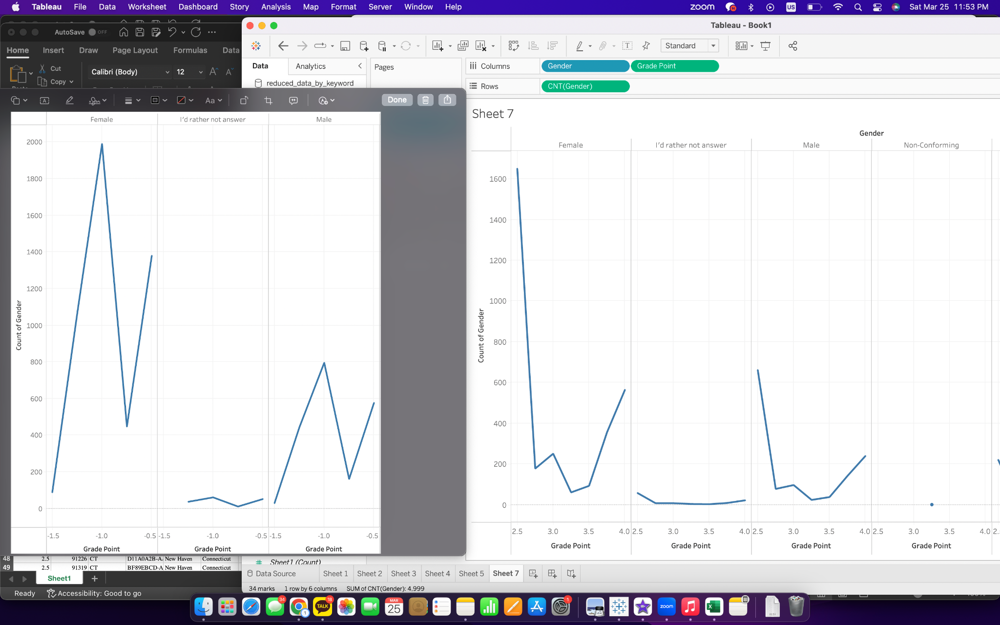 Tableau File Data Worksheet Dashboard Story Analysis Map Format Server Window Help
zoom US Sat Mar 25 11:53 PM
AutoSave OFF
Home Insert Draw Page Layout Formulas Data
Cut
Copy
Calibri (Body) 12
Tableau - Book1
Standard
Data Analytics
reduced_data_by_keyword
Pages
Columns Gender Grade Point
Rows CNT(Gender)
Aa Done
Female I'd rather not answer Male
2000
1800
1600
1400
1200
1000
800
600
400
200
0
Count of Gender
-1.5 -1.0 -0.5 -1.5 -1.0 -0.5 -1.5 -1.0 -0.5
Grade Point Grade Point Grade Point
Sheet 7
Gender
Female I'd rather not answer Male Non-Conforming
1600
1400
1200
1000
800
600
400
200
0
Count of Gender
2.5 3.0 3.5 4.0 2.5 3.0 3.5 4.0 2.5 3.0 3.5 4.0 2.5 3.0 3.5 4.0 2.
Grade Point Grade Point Grade Point Grade Point
48 2.5 91226 CT D11A0A2B-A New Haven Connecticut
49 2.5 91319 CT BF89EBCD-A New Haven Connecticut
Sheet1
Ready Accessibility: Good to go
Sheet1 (Count)
Data Source Sheet 1 Sheet 2 Sheet 3 Sheet 4 Sheet 5 Sheet 7
34 marks 1 row by 6 columns SUM of CNT(Gender): 4,999
34
1
18
TALK
MAR
25
1
zoom
X
XLSX